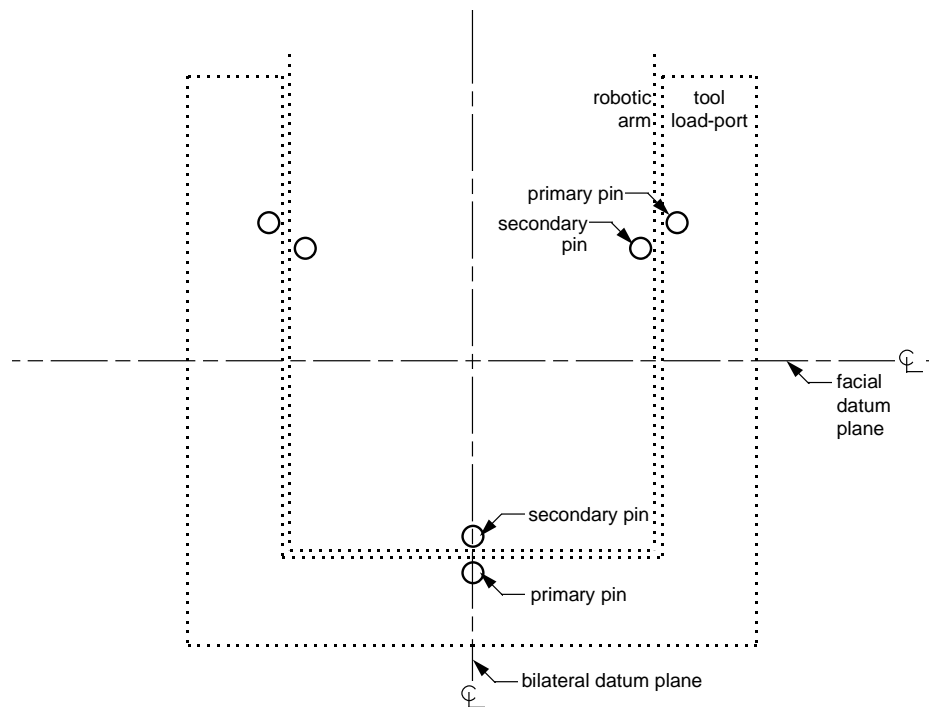 robotic
arm
tool
load-port
primary pin
secondary
pin
℄
facial
datum
plane
secondary pin
primary pin
bilateral datum plane
℄